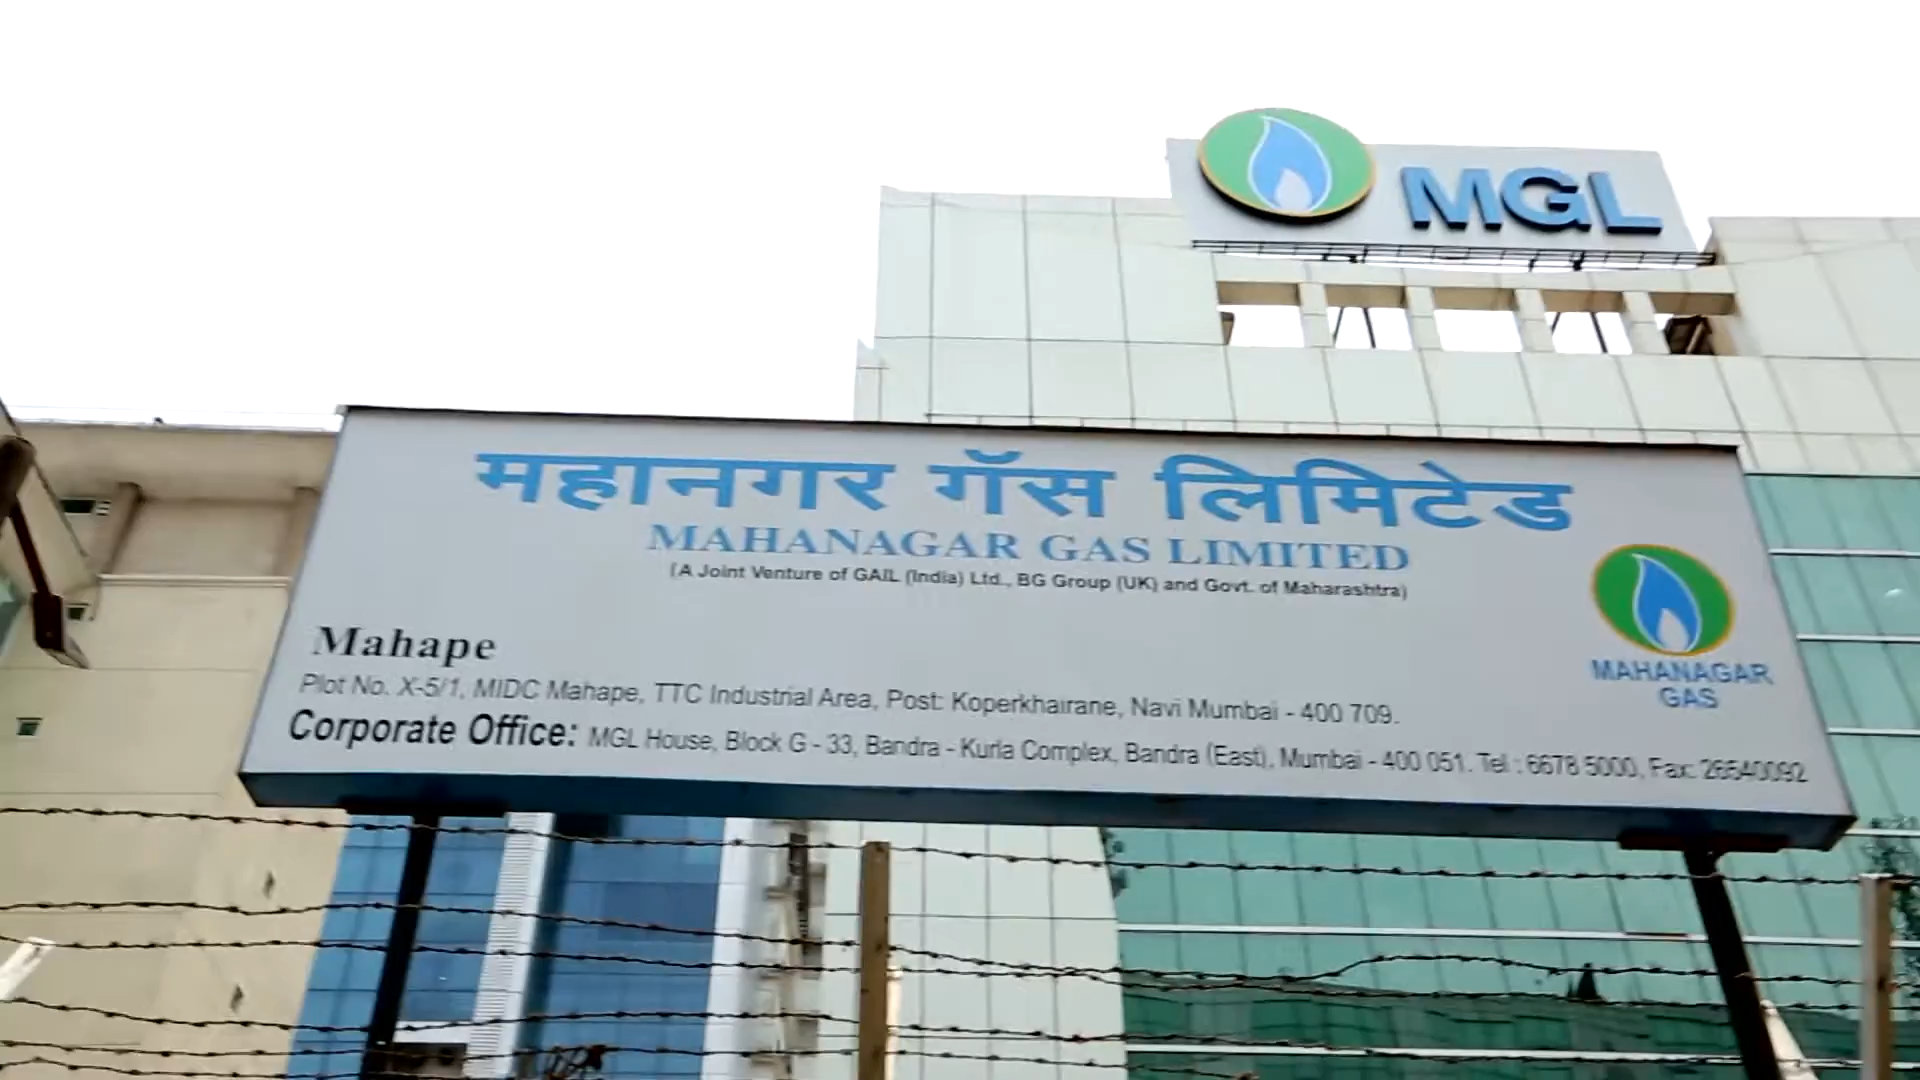 MGL
महानगर गॅस लिमिटेड
MAHANAGAR GAS LIMITED
(A Joint Venture of GAIL (India) Ltd., BG Group (UK) and Govt. of Maharashtra)
MAHANAGAR
GAS
Mahape
Plot No. X-5/1, MIDC Mahape, TTC Industrial Area, Post: Koperkhairane, Navi Mumbai - 400 709.
Corporate Office: MGL House, Block G - 33, Bandra - Kurla Complex, Bandra (East), Mumbai - 400 051. Tel : 6678 5000, Fax: 26540092